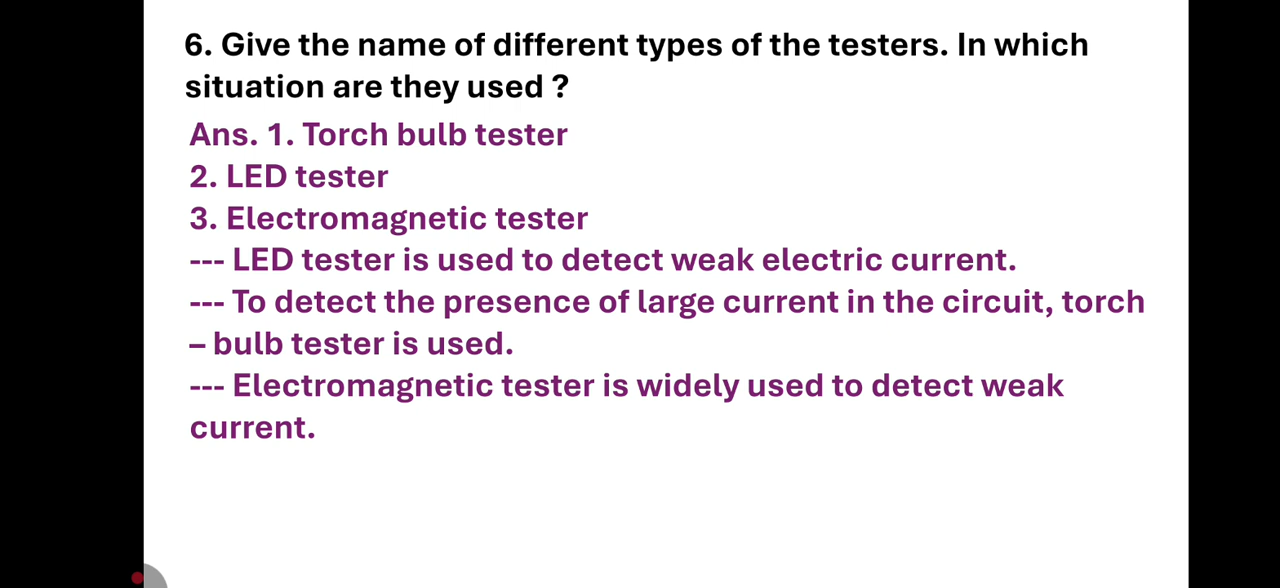 6. Give the name of different types of the testers. In which
situation are they used ?
Ans. 1. Torch bulb tester
2. LED tester
3. Electromagnetic tester
--- LED tester is used to detect weak electric current.
--- To detect the presence of large current in the circuit, torch
– bulb tester is used.
--- Electromagnetic tester is widely used to detect weak
current.